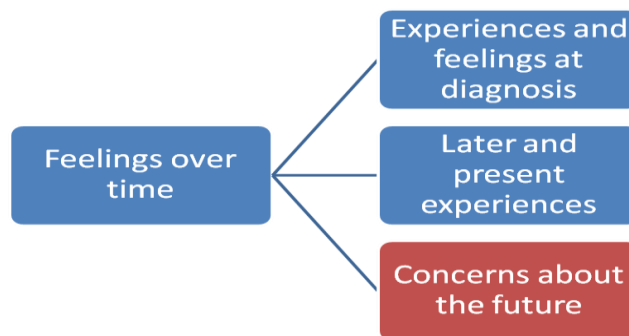 Experiences and
feelings at
diagnosis
Feelings over
time
Later and
present
experiences
Concerns about
the future